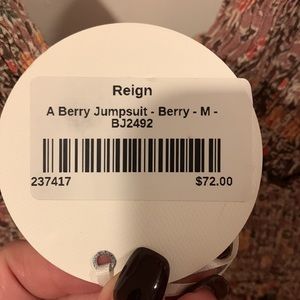 Reign
A Berry Jumpsuit - Berry - M -
BJ2492
237417 $72.00